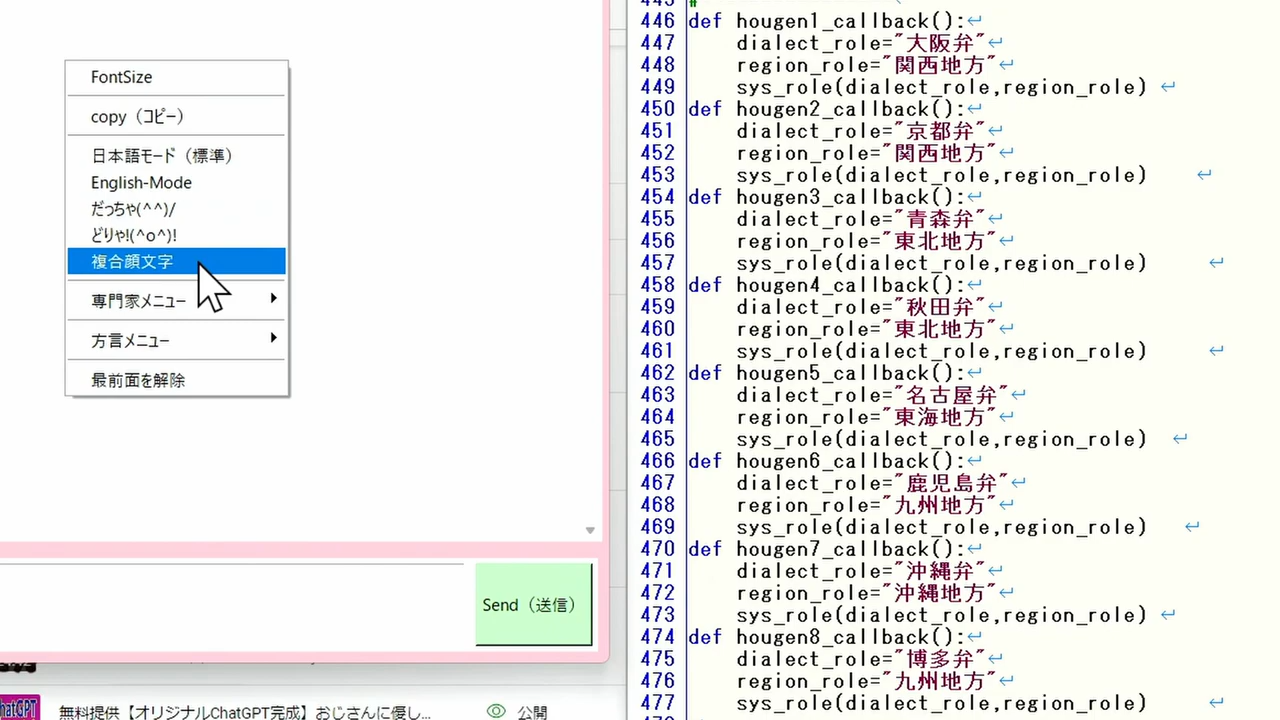 FontSize
copy（コピー）
日本語モード（標準）
English-Mode
だっちゃ(^^)/
どりゃ!(^o^)!
複合顔文字
専門家メニュー
方言メニュー
最前面を解除
Send（送信）
ChatGPT
無料提供【オリジナルChatGPT完成】おじさんに優し...
公開
445 #
446 def hougen1_callback():↵
447 dialect_role="大阪弁"↵
448 region_role="関西地方"↵
449 sys_role(dialect_role,region_role) ↵
450 def hougen2_callback():↵
451 dialect_role="京都弁"↵
452 region_role="関西地方"↵
453 sys_role(dialect_role,region_role) ↵
454 def hougen3_callback():↵
455 dialect_role="青森弁"↵
456 region_role="東北地方"↵
457 sys_role(dialect_role,region_role) ↵
458 def hougen4_callback():↵
459 dialect_role="秋田弁"↵
460 region_role="東北地方"↵
461 sys_role(dialect_role,region_role) ↵
462 def hougen5_callback():↵
463 dialect_role="名古屋弁"↵
464 region_role="東海地方"↵
465 sys_role(dialect_role,region_role) ↵
466 def hougen6_callback():↵
467 dialect_role="鹿児島弁"↵
468 region_role="九州地方"↵
469 sys_role(dialect_role,region_role) ↵
470 def hougen7_callback():↵
471 dialect_role="沖縄弁"↵
472 region_role="沖縄地方"↵
473 sys_role(dialect_role,region_role) ↵
474 def hougen8_callback():↵
475 dialect_role="博多弁"↵
476 region_role="九州地方"↵
477 sys_role(dialect_role,region_role) ↵